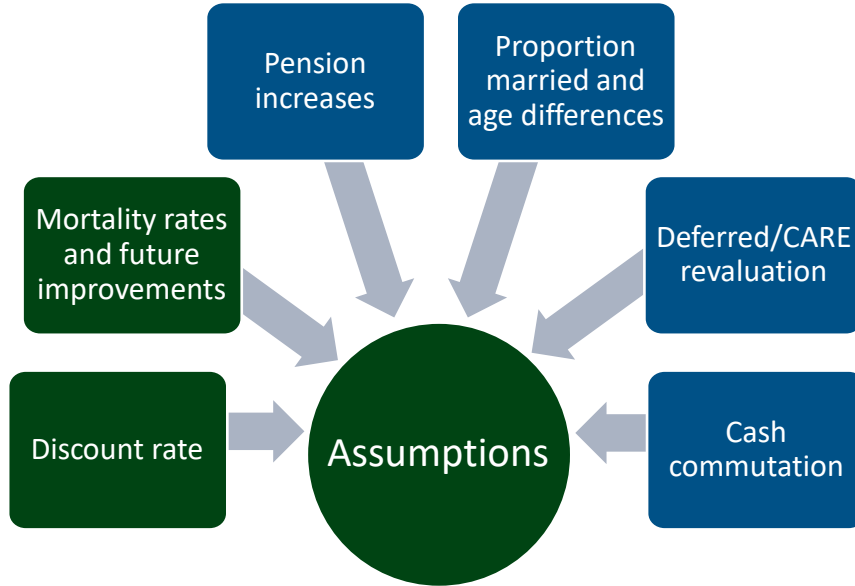 Pension
increases
Proportion
married and
age differences
Mortality rates
and future
improvements
Deferred/CARE
revaluation
Discount rate
Assumptions
Cash
commutation